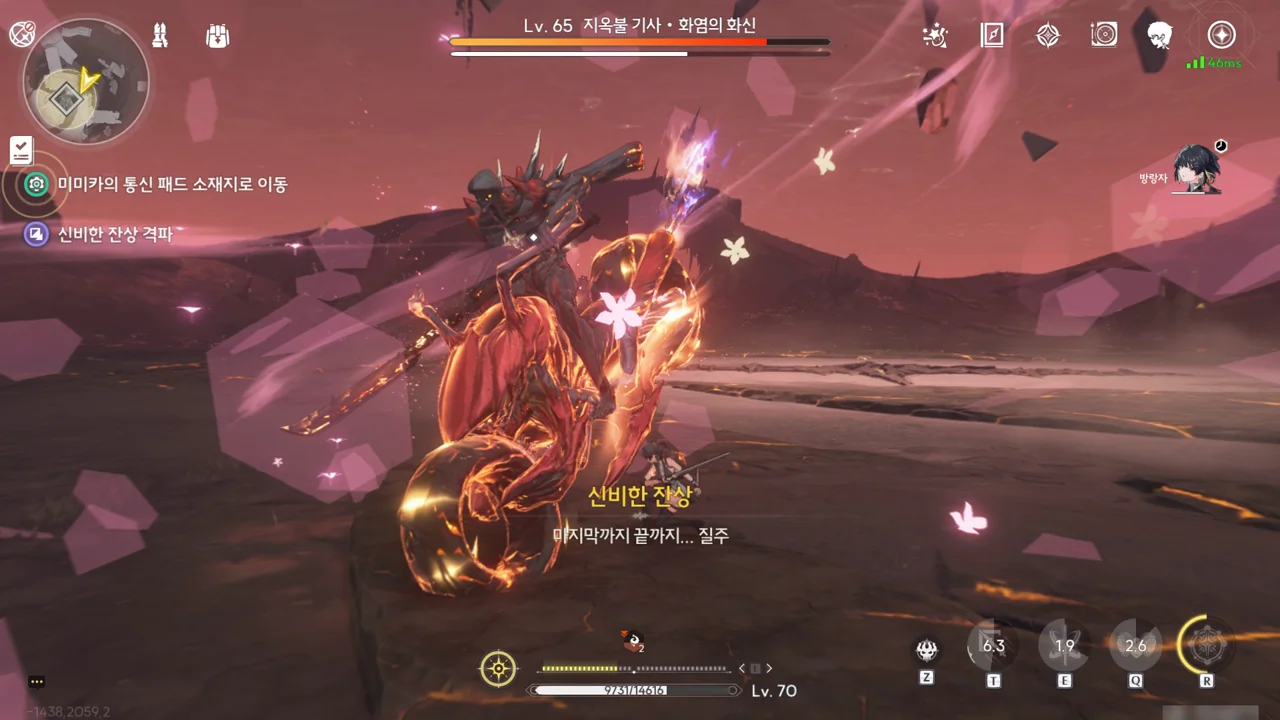 Lv. 65 지옥불 기사 • 화염의 화신
46ms
방랑자
미미카의 통신 패드 소재지로 이동
신비한 잔상 격파
신비한 잔상
마지막까지 끝까지... 질주
2
9731/14616
Lv. 70
6.3
1.9
2.6
Z
T
E
Q
R
-1438,2059,2